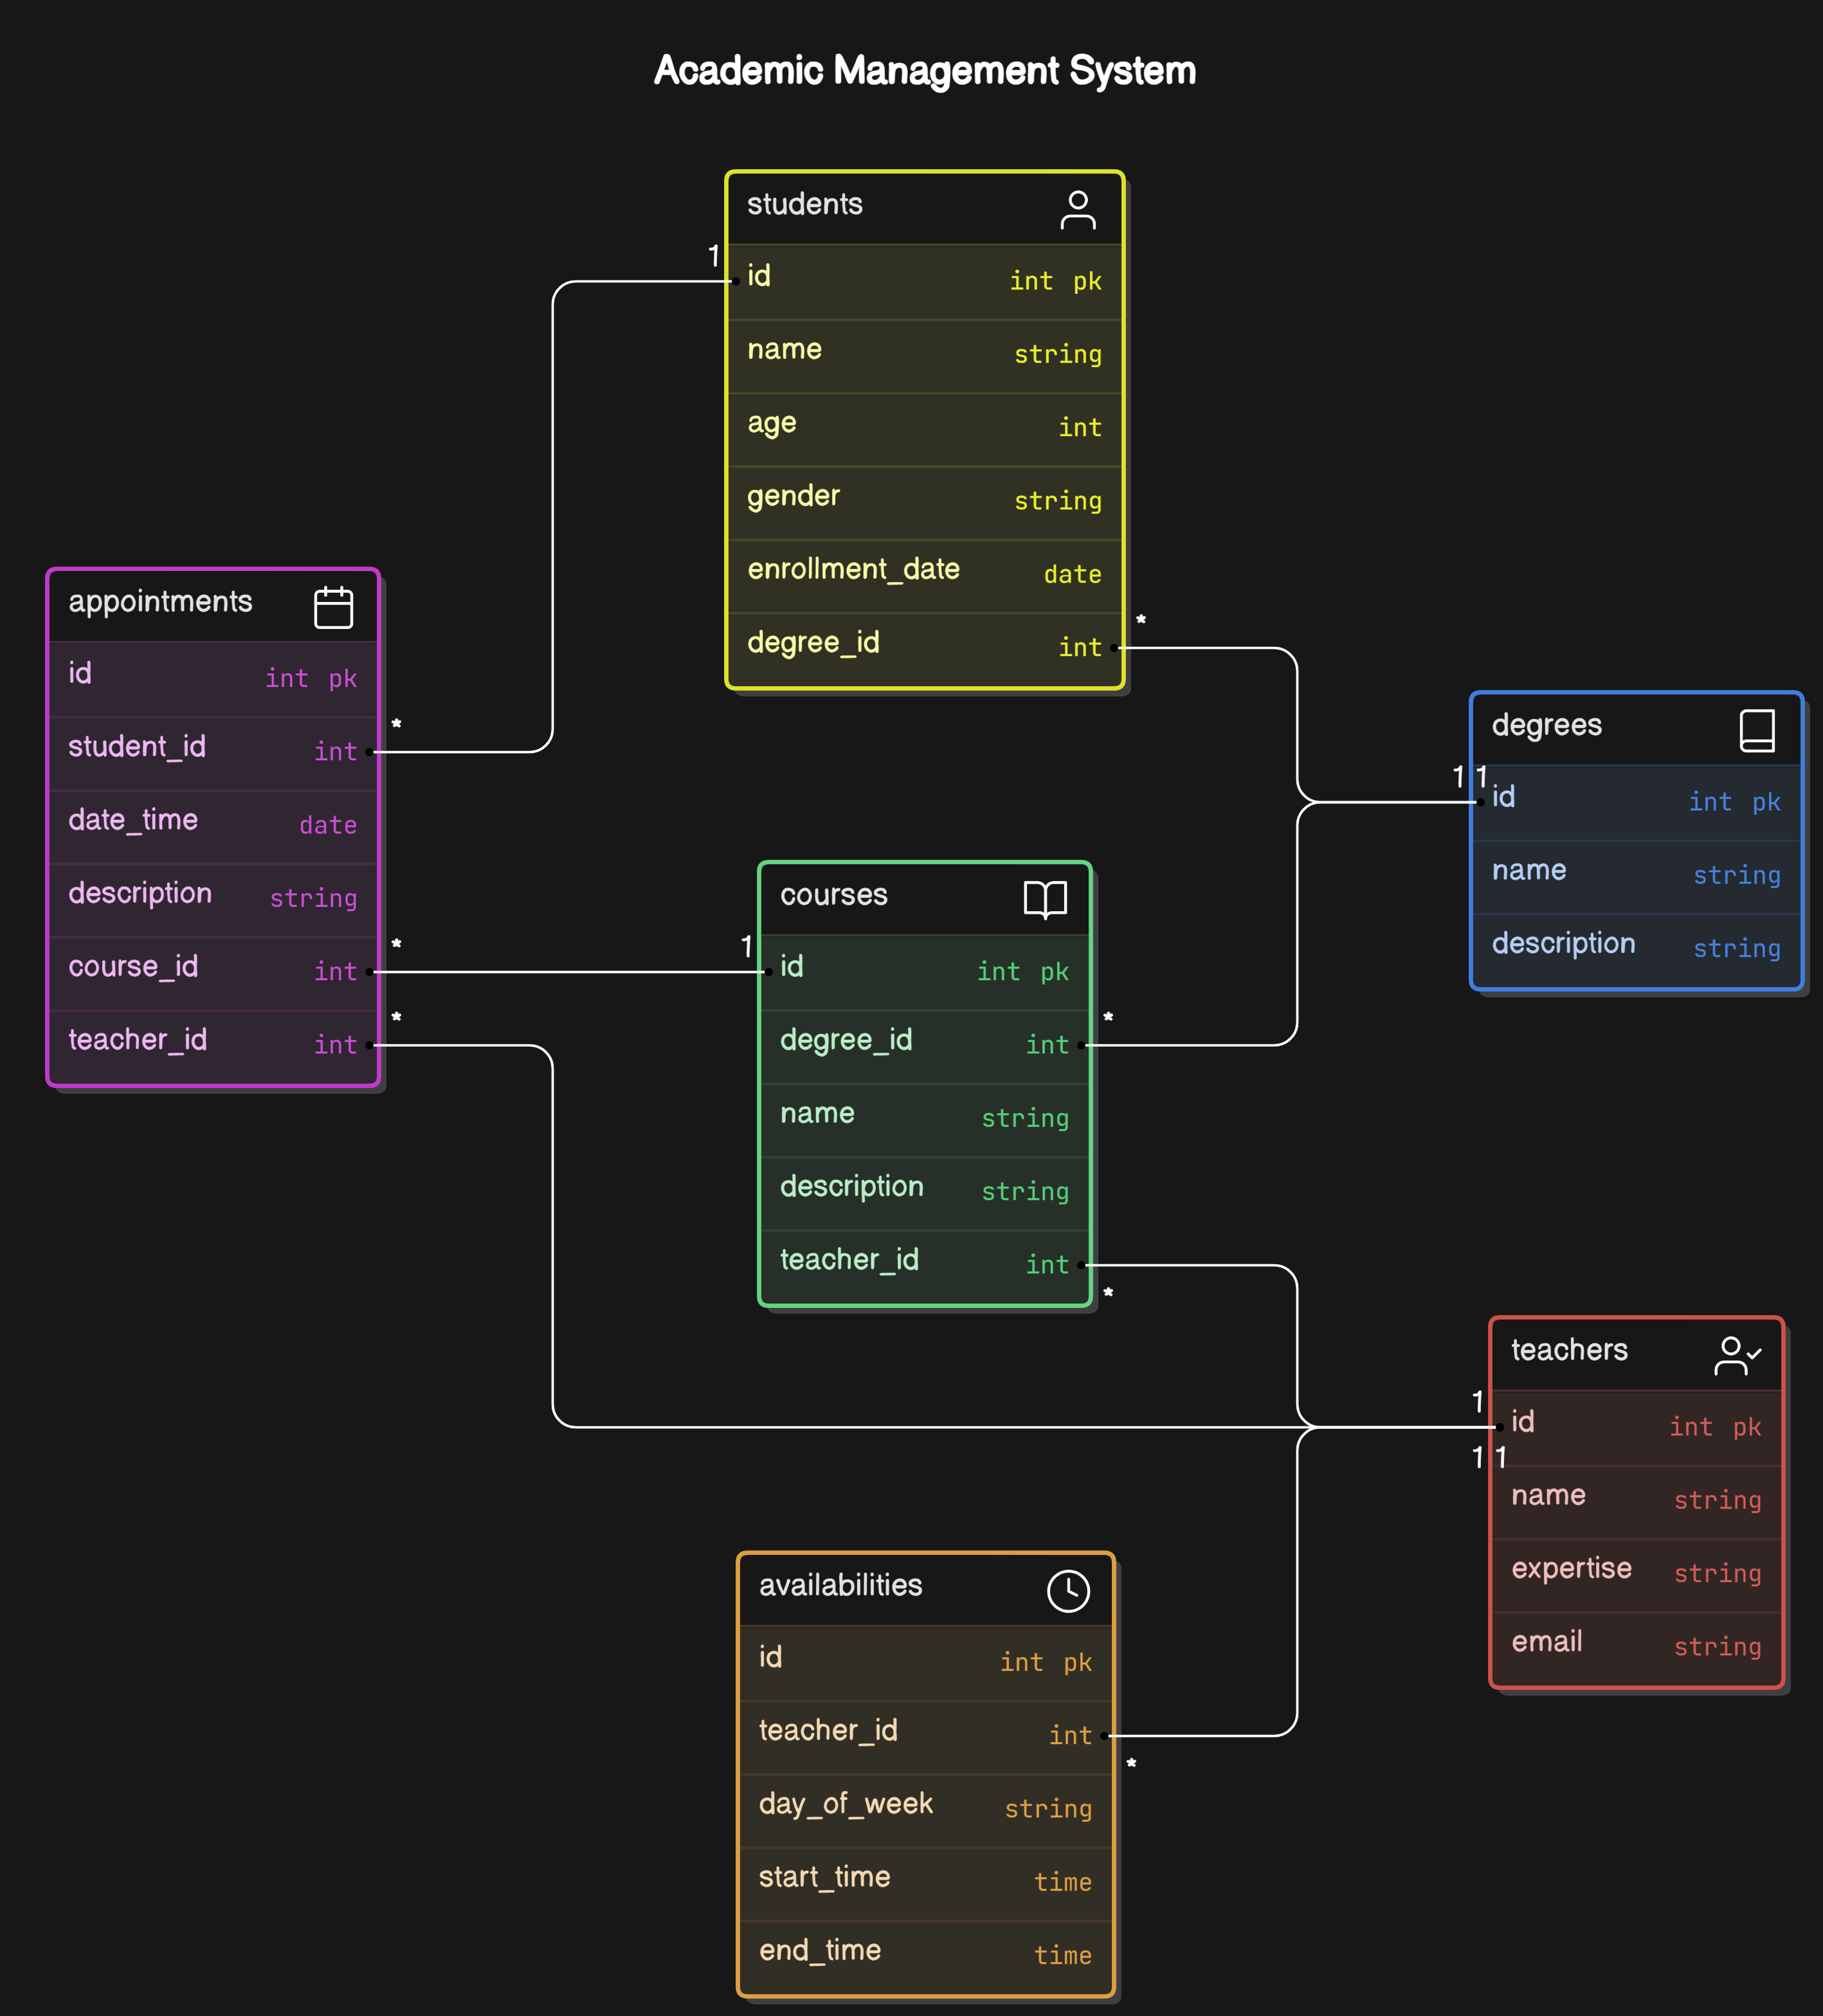 Academic Management System
students
1
id int pk
name string
age int
gender string
enrollment_date date
degree_id int
*
appointments
id int pk
student_id int
*
date_time date
description string
course_id int
*
teacher_id int
*
degrees
1 1
id int pk
name string
description string
courses
1
id int pk
degree_id int
*
name string
description string
teacher_id int
*
teachers
1
id int pk
1 1
name string
expertise string
email string
availabilities
id int pk
teacher_id int
*
day_of_week string
start_time time
end_time time